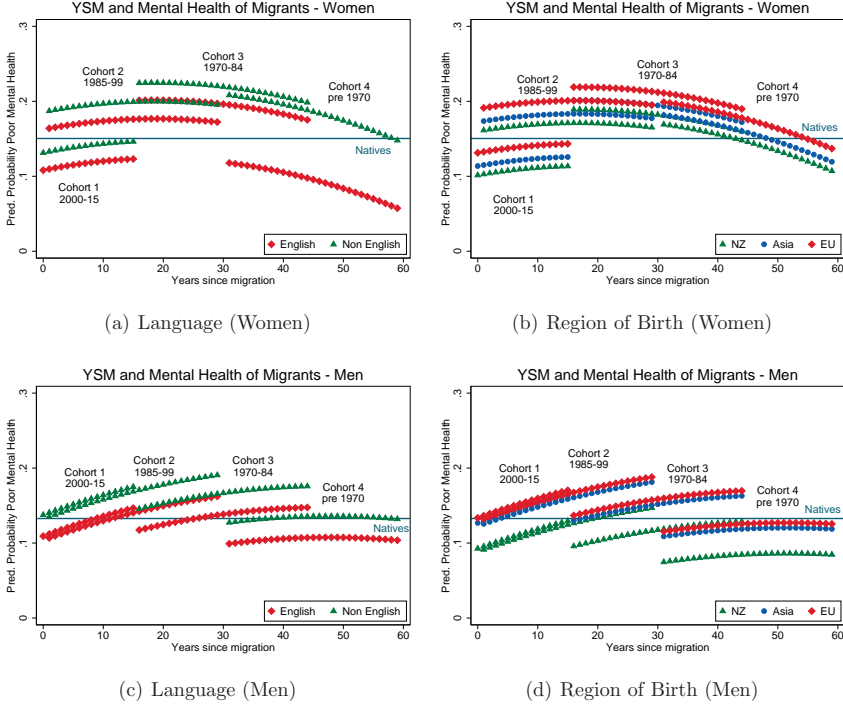 YSM and Mental Health of Migrants - Women
Pred. Probability Poor Mental Health
0 .1 .2 .3
Cohort 2
1985-99
Cohort 3
1970-84
Cohort 4
pre 1970
Natives
Cohort 1
2000-15
English Non English
0 10 20 30 40 50 60
Years since migration
(a) Language (Women)
YSM and Mental Health of Migrants - Women
Pred. Probability Poor Mental Health
0 .1 .2 .3
Cohort 2
1985-99
Cohort 3
1970-84
Cohort 4
pre 1970
Natives
Cohort 1
2000-15
NZ Asia EU
0 10 20 30 40 50 60
Years since migration
(b) Region of Birth (Women)
YSM and Mental Health of Migrants - Men
Pred. Probability Poor Mental Health
0 .1 .2 .3
Cohort 1
2000-15
Cohort 2
1985-99
Cohort 3
1970-84
Cohort 4
pre 1970
Natives
English Non English
0 10 20 30 40 50 60
Years since migration
(c) Language (Men)
YSM and Mental Health of Migrants - Men
Pred. Probability Poor Mental Health
0 .1 .2 .3
Cohort 1
2000-15
Cohort 2
1985-99
Cohort 3
1970-84
Cohort 4
pre 1970
Natives
NZ Asia EU
0 10 20 30 40 50 60
Years since migration
(d) Region of Birth (Men)